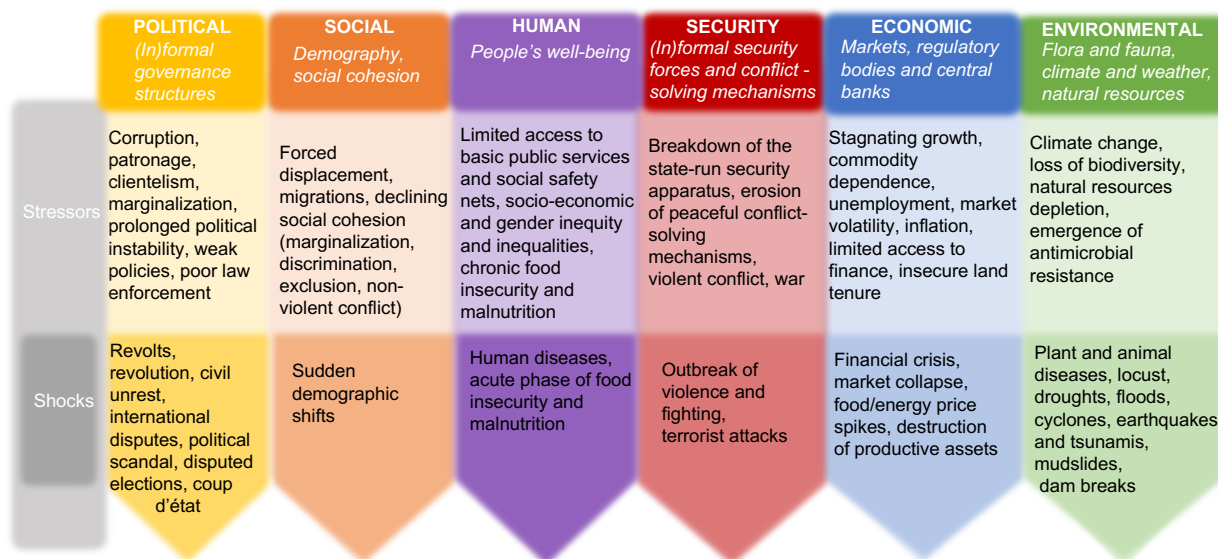 POLITICAL
(In)formal
governance
structures
SOCIAL
Demography,
social cohesion
HUMAN
People's well-being
SECURITY
(In)formal security
forces and conflict -
solving mechanisms
ECONOMIC
Markets, regulatory
bodies and central
banks
ENVIRONMENTAL
Flora and fauna,
climate and weather,
natural resources
Stressors
Corruption,
patronage,
clientelism,
marginalization,
prolonged political
instability, weak
policies, poor law
enforcement
Forced
displacement,
migrations, declining
social cohesion
(marginalization,
discrimination,
exclusion, non-
violent conflict)
Limited access to
basic public services
and social safety
nets, socio-economic
and gender inequity
and inequalities,
chronic food
insecurity and
malnutrition
Breakdown of the
state-run security
apparatus, erosion
of peaceful conflict-
solving
mechanisms,
violent conflict, war
Stagnating growth,
commodity
dependence,
unemployment, market
volatility, inflation,
limited access to
finance, insecure land
tenure
Climate change,
loss of biodiversity,
natural resources
depletion,
emergence of
antimicrobial
resistance
Shocks
Revolts,
revolution, civil
unrest,
international
disputes, political
scandal, disputed
elections, coup
d'état
Sudden
demographic
shifts
Human diseases,
acute phase of food
insecurity and
malnutrition
Outbreak of
violence and
fighting,
terrorist attacks
Financial crisis,
market collapse,
food/energy price
spikes, destruction
of productive assets
Plant and animal
diseases, locust,
droughts, floods,
cyclones, earthquakes
and tsunamis,
mudslides,
dam breaks